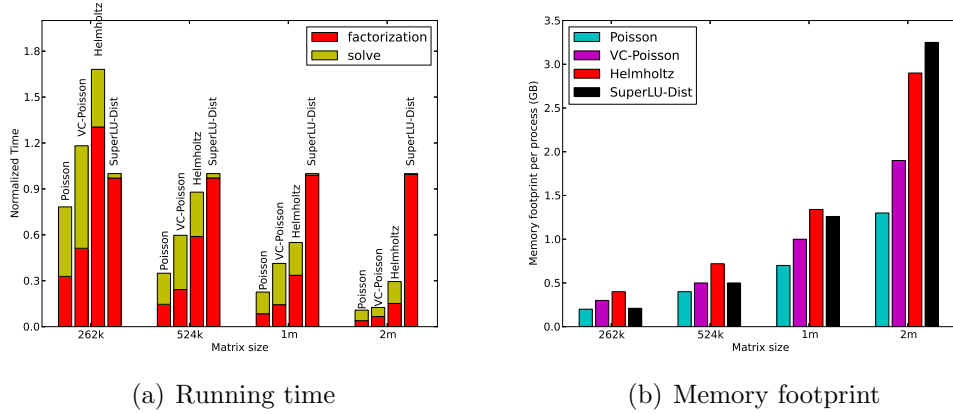 Normalized Time
1.8
1.5
1.2
0.9
0.6
0.3
0.0
factorization
solve
Poisson
VC-Poisson
Helmholtz
SuperLU-Dist
Poisson
VC-Poisson
Helmholtz
SuperLU-Dist
Poisson
VC-Poisson
Helmholtz
SuperLU-Dist
Poisson
VC-Poisson
Helmholtz
SuperLU-Dist
262k 524k 1m 2m
Matrix size
(a) Running time
Memory footprint per process (GB)
3.5
3.0
2.5
2.0
1.5
1.0
0.5
0.0
Poisson
VC-Poisson
Helmholtz
SuperLU-Dist
262k 524k 1m 2m
Matrix size
(b) Memory footprint